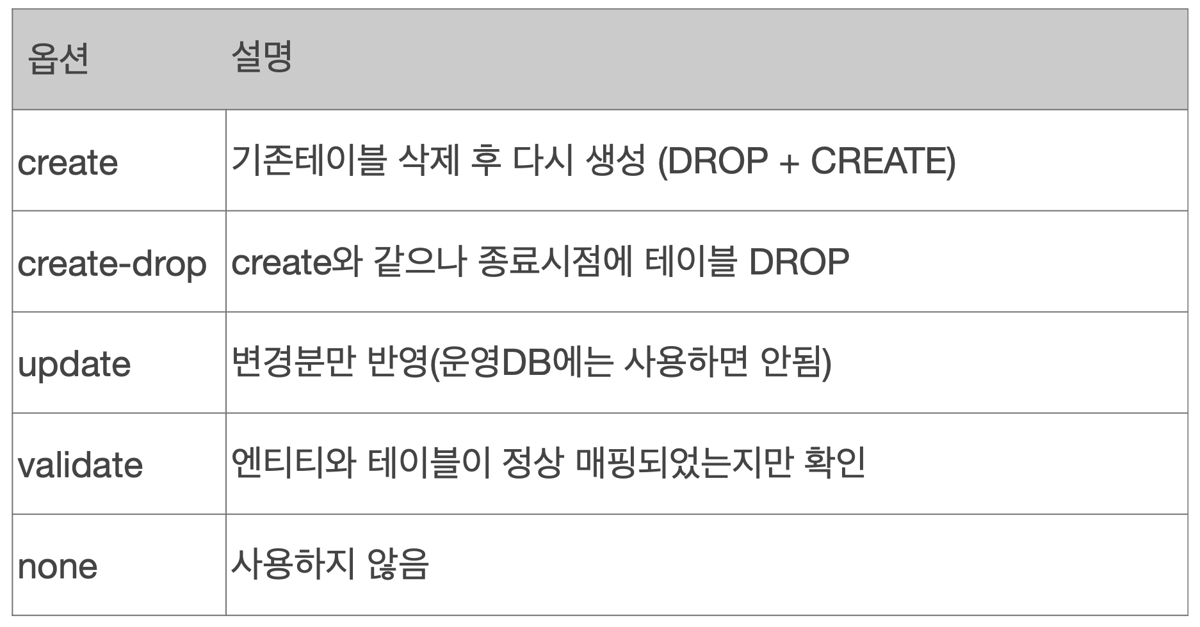 옵션 설명
create 기존테이블 삭제 후 다시 생성 (DROP + CREATE)
create-drop create와 같으나 종료시점에 테이블 DROP
update 변경분만 반영(운영DB에는 사용하면 안됨)
validate 엔티티와 테이블이 정상 매핑되었는지만 확인
none 사용하지 않음